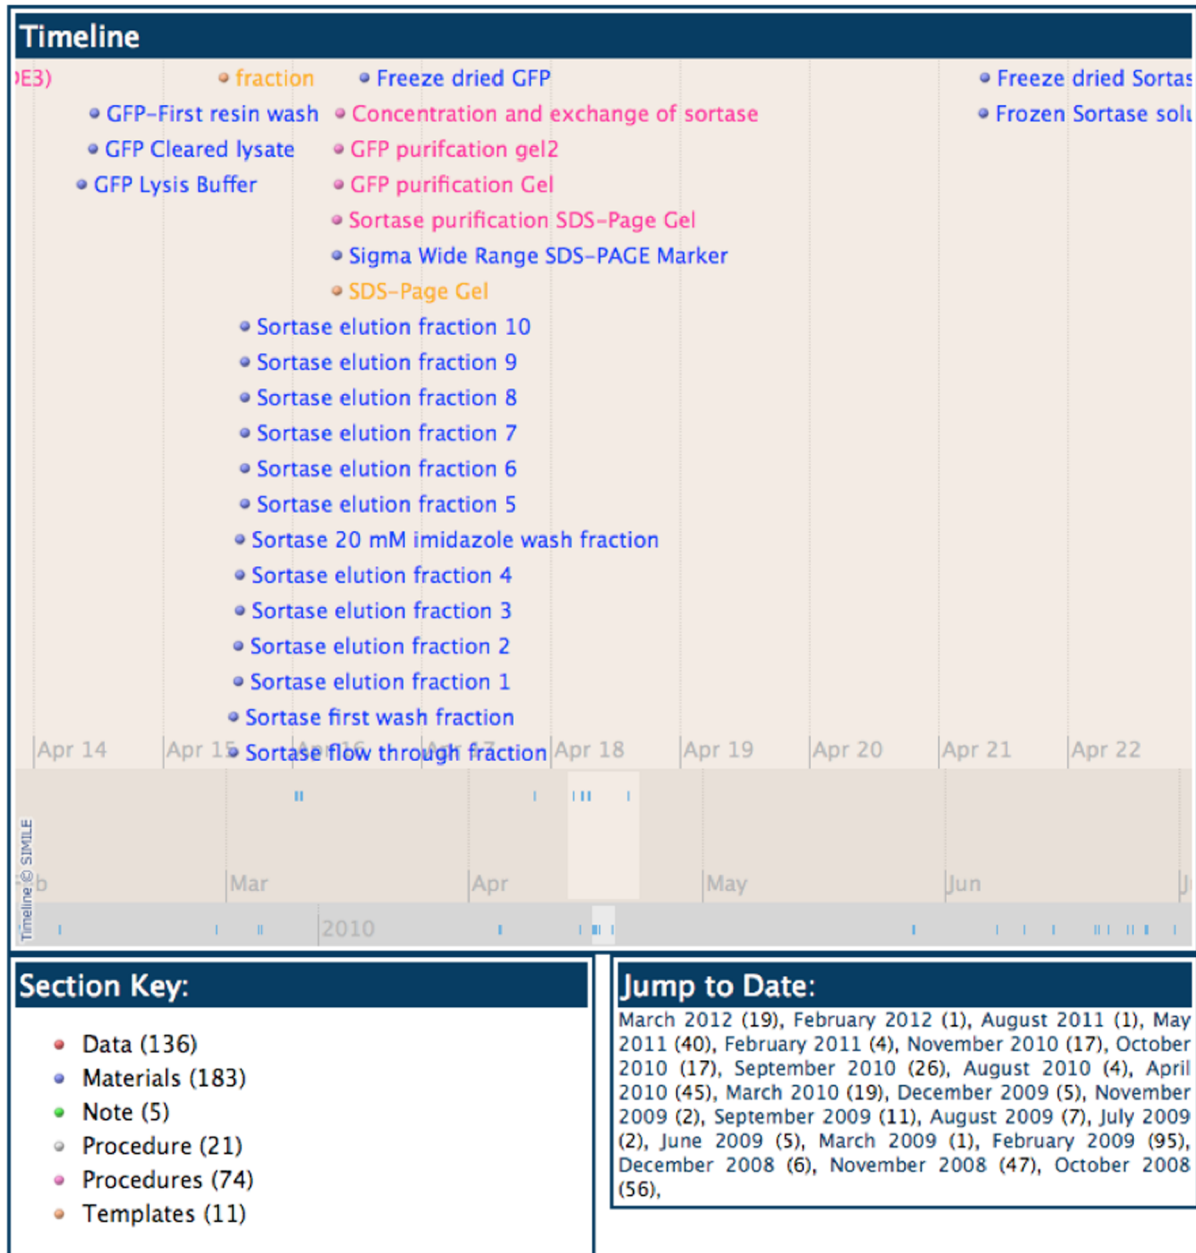 Timeline
DE3)
fraction
Freeze dried GFP
Freeze dried Sortas
GFP-First resin wash
Concentration and exchange of sortase
Frozen Sortase solu
GFP Cleared lysate
GFP purifcation gel2
GFP Lysis Buffer
GFP purification Gel
Sortase purification SDS-Page Gel
Sigma Wide Range SDS-PAGE Marker
SDS-Page Gel
Sortase elution fraction 10
Sortase elution fraction 9
Sortase elution fraction 8
Sortase elution fraction 7
Sortase elution fraction 6
Sortase elution fraction 5
Sortase 20 mM imidazole wash fraction
Sortase elution fraction 4
Sortase elution fraction 3
Sortase elution fraction 2
Sortase elution fraction 1
Sortase first wash fraction
Sortase flow through fraction
Apr 14 Apr 15 Apr 16 Apr 17 Apr 18 Apr 19 Apr 20 Apr 21 Apr 22
Mar Apr May Jun
2010
Timeline © SIMILE
Section Key:
Data (136)
Materials (183)
Note (5)
Procedure (21)
Procedures (74)
Templates (11)
Jump to Date:
March 2012 (19), February 2012 (1), August 2011 (1), May
2011 (40), February 2011 (4), November 2010 (17), October
2010 (17), September 2010 (26), August 2010 (4), April
2010 (45), March 2010 (19), December 2009 (5), November
2009 (2), September 2009 (11), August 2009 (7), July 2009
(2), June 2009 (5), March 2009 (1), February 2009 (95),
December 2008 (6), November 2008 (47), October 2008
(56),